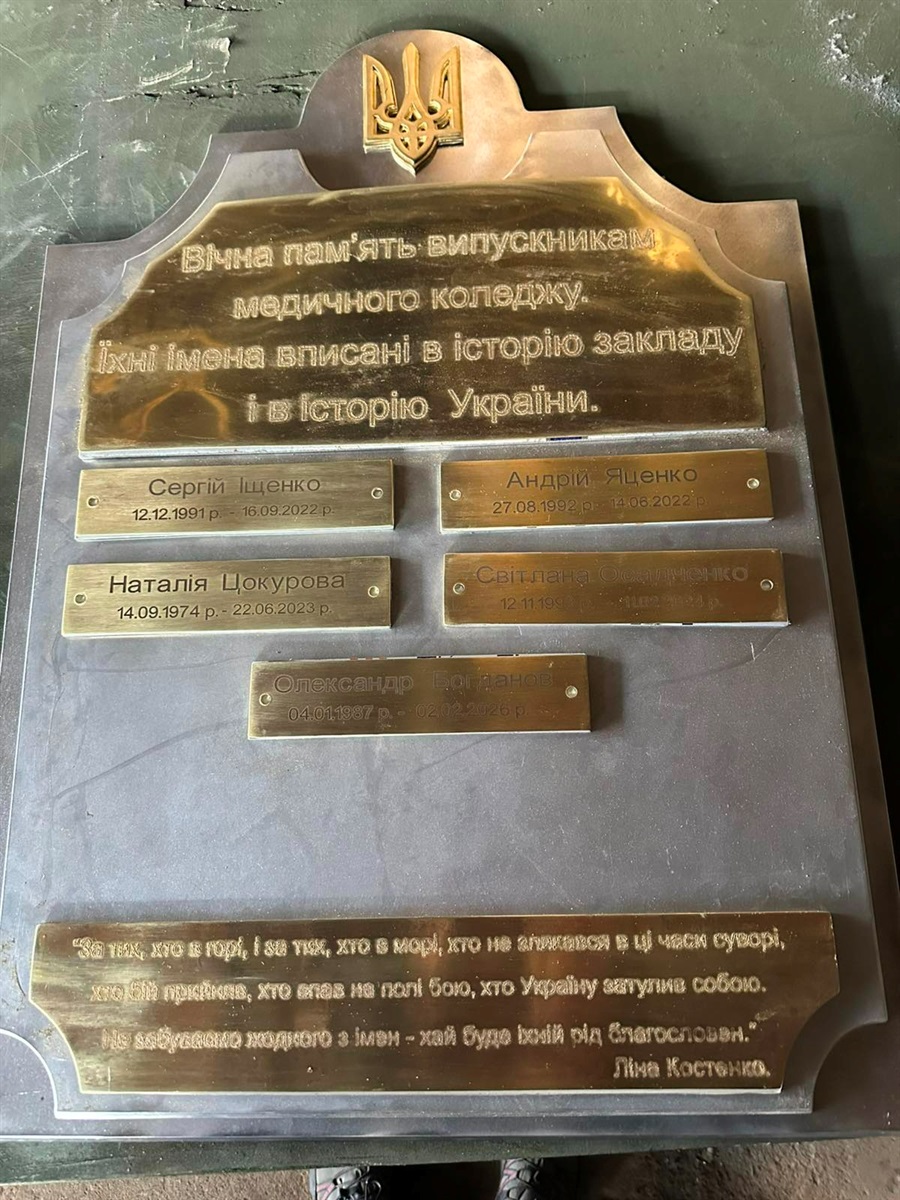 Вічна пам'ять випускникам
медичного коледжу.
Їхні імена вписані в історію закладу
і в історію України.
Сергій Іщенко
12.12.1991 р. - 16.09.2022 р.
Андрій Яценко
27.08.1992 р. - 14.06.2022 р.
Наталія Цокурова
14.09.1974 р. - 22.06.2023 р.
Світлана
р.
Олександр Богданов
04.01.1987 р. - р.
"За тих, хто в горі, і за тих, хто в морі, хто не злякався в ці часи суворі,
хто бій прийняв, хто впав на полі бою, хто Україну затулив собою.
Не забуваємо жодного з імен - хай буде їхній рід благословен."
Ліна Костенко.